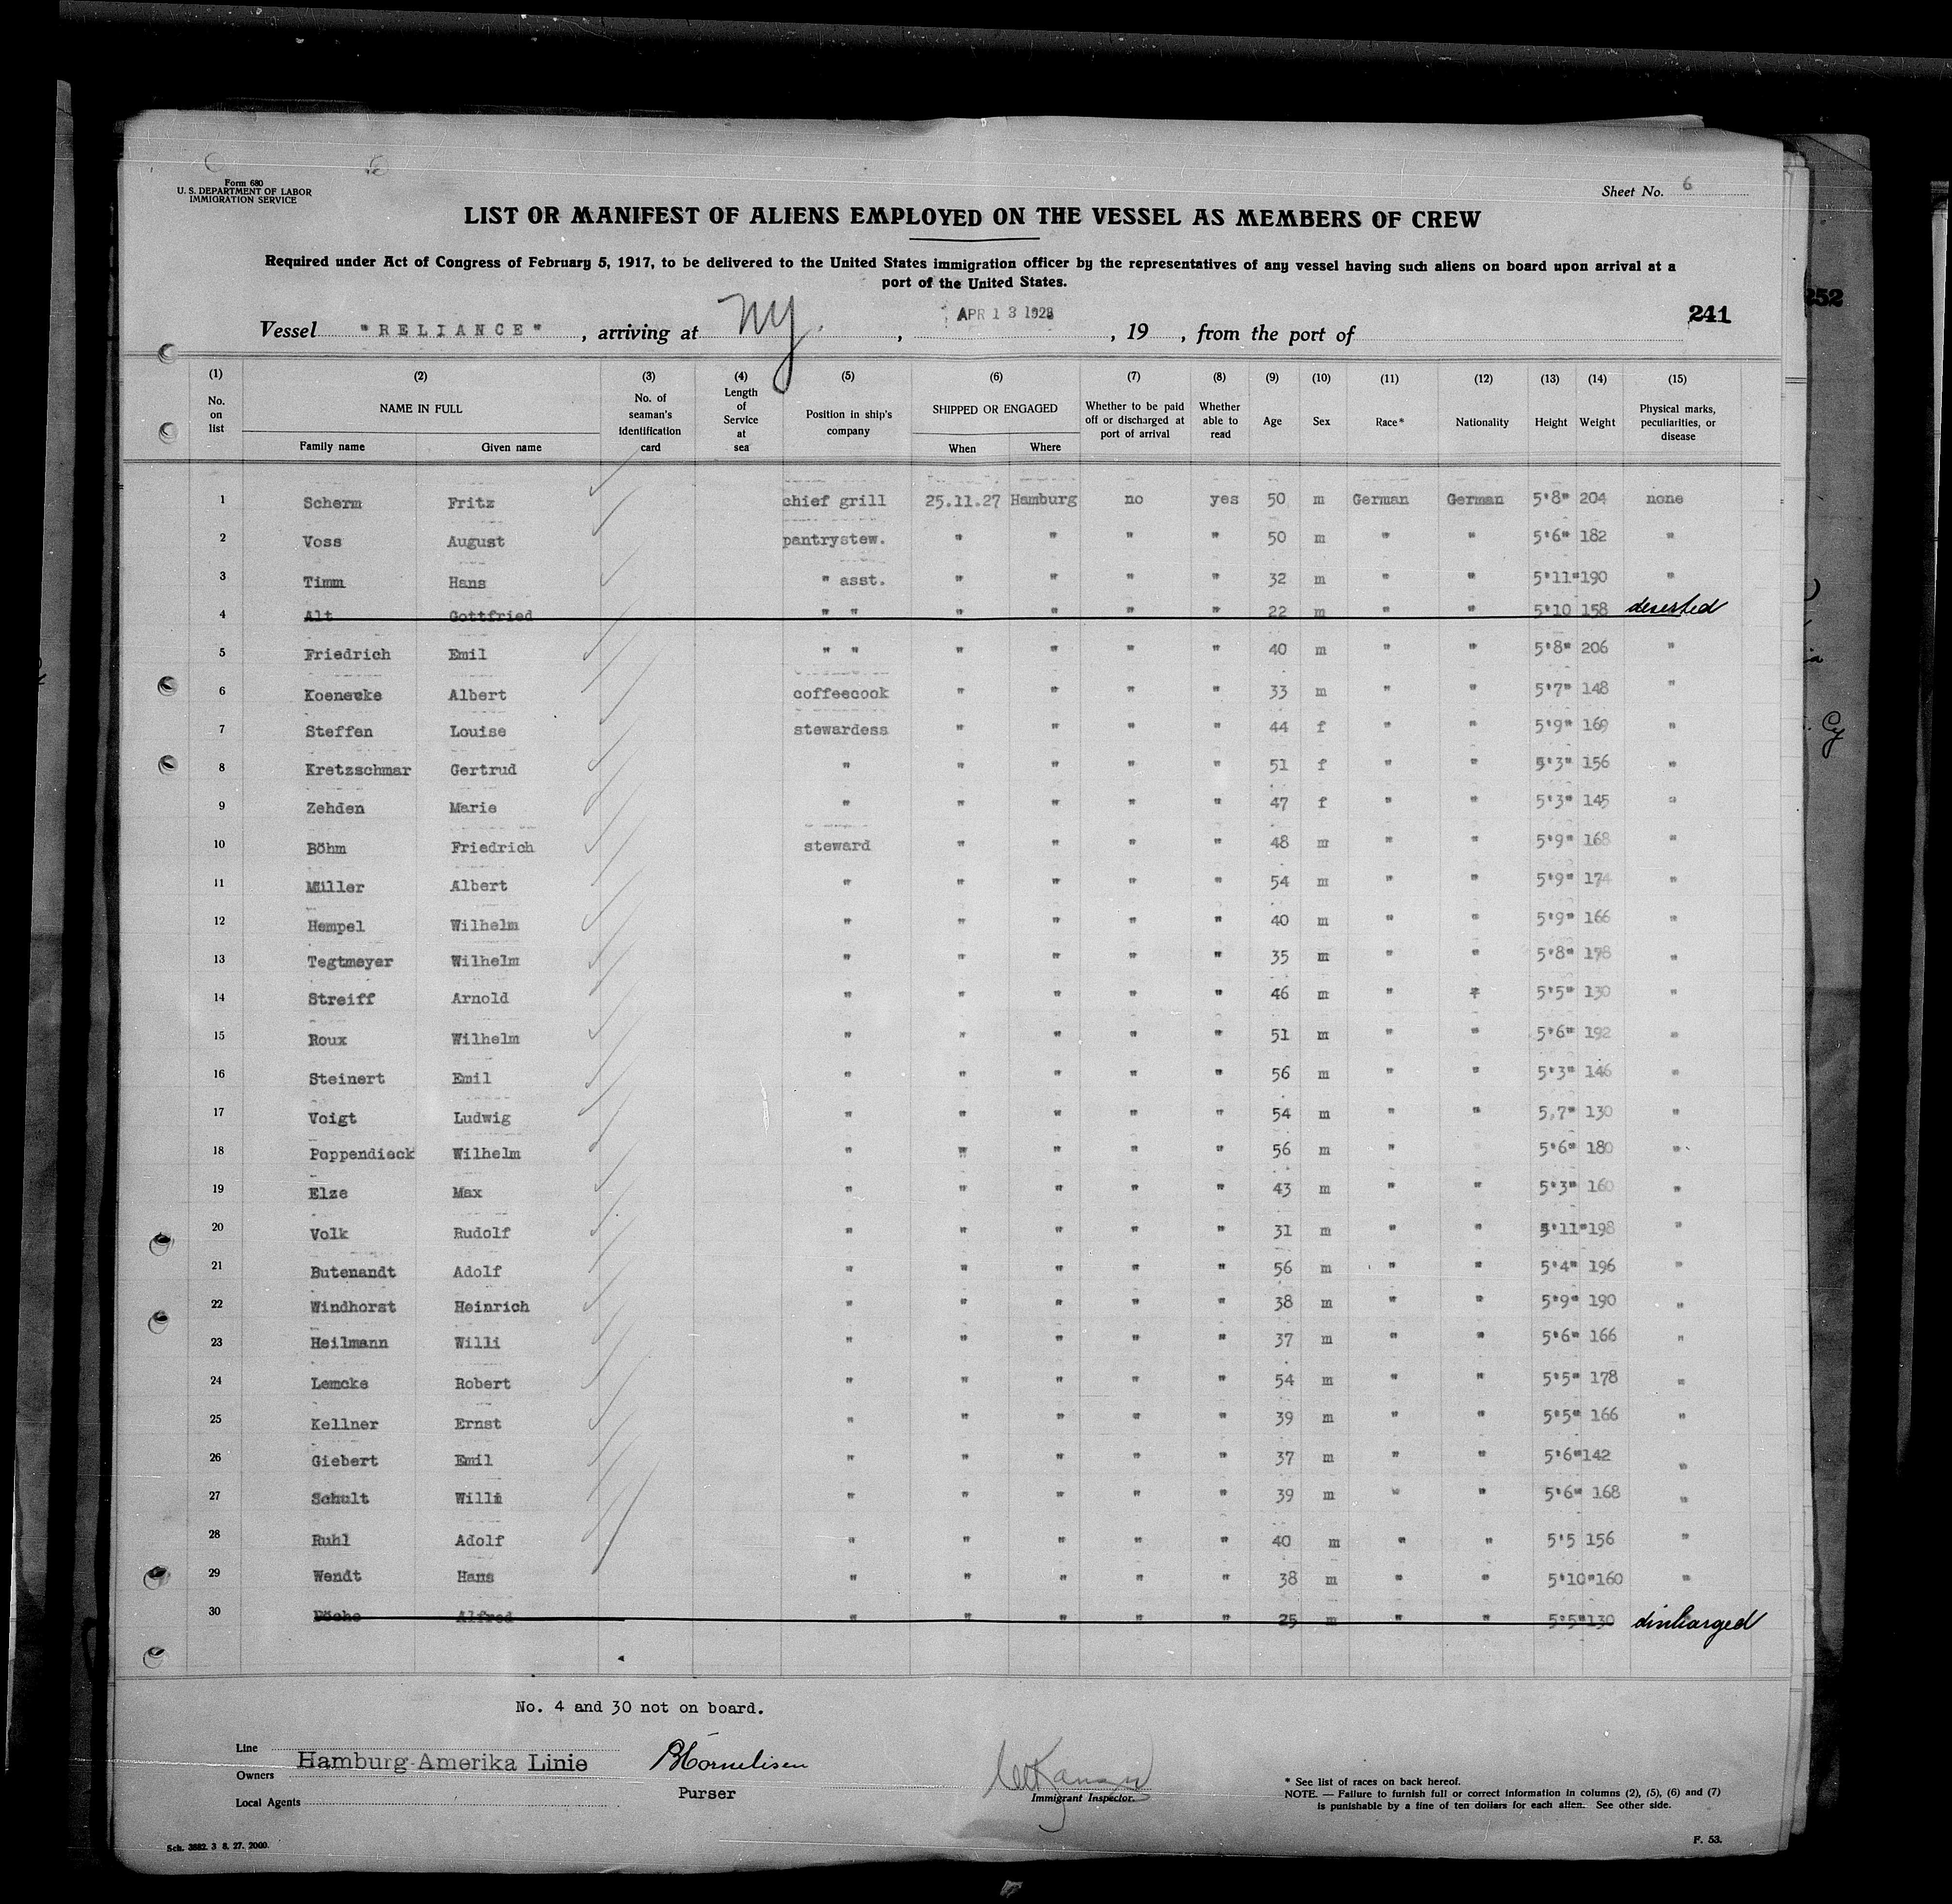 Form 680
U. S. DEPARTMENT OF LABOR
IMMIGRATION SERVICE
Sheet No. 6
LIST OR MANIFEST OF ALIENS EMPLOYED ON THE VESSEL AS MEMBERS OF CREW
Required under Act of Congress of February 5, 1917, to be delivered to the United States immigration officer by the representatives of any vessel having such aliens on board upon arrival at a
port of the United States.
252
241
Vessel "RELIANCE", arriving at NY., APR 13 1928, 19 , from the port of
(1) (2) (3) (4) (5) (6) (7) (8) (9) (10) (11) (12) (13) (14) (15)
No. on list NAME IN FULL Family name Given name No. of seaman's identification card Length of Service at sea Position in ship's company SHIPPED OR ENGAGED When Where Whether to be paid off or discharged at port of arrival Whether able to read Age Sex Race* Nationality Height Weight Physical marks, peculiarities, or disease
1 Scherm Fritz chief grill 25.11.27 Hamburg no yes 50 m German German 5'8" 204 none
2 Voss August pantrystew. " " " " 50 m " " 5'6" 182 "
3 Timm Hans " asst. " " " " 32 m " " 5'11" 190 "
4 Alt Gottfried " " " " " " 22 m " " 5'10 158 deserted
5 Friedrich Emil " " " " " " 40 m " " 5'8" 206 "
6 Koenecke Albert coffeecook " " " " 33 m " " 5'7" 148 "
7 Steffen Louise stewardess " " " " 44 f " " 5'9" 169 "
8 Kretzschmar Gertrud " " " " " 51 f " " 5'3" 156 "
9 Zehden Marie " " " " " 47 f " " 5'3" 145 "
10 Böhm Friedrich steward " " " " 48 m " " 5'9" 168 "
11 Miller Albert " " " " " 54 m " " 5'9" 174 "
12 Hempel Wilhelm " " " " " 40 m " " 5'9" 166 "
13 Tegtmeyer Wilhelm " " " " " 35 m " " 5'8" 178 "
14 Streiff Arnold " " " " " 46 m " " 5'5" 130 "
15 Roux Wilhelm " " " " " 51 m " " 5'6" 192 "
16 Steinert Emil " " " " " 56 m " " 5'3" 146 "
17 Voigt Ludwig " " " " " 54 m " " 5,7" 130 "
18 Poppendieck Wilhelm " " " " " 56 m " 5'6" 180 "
19 Elze Max " " " " " 43 m " " 5'3" 160 "
20 Volk Rudolf " " " " " 31 m " " 5'11" 198 "
21 Butenandt Adolf " " " " " 56 m " " 5'4" 196 "
22 Windhorst Heinrich " " " " " 38 m " " 5'9" 190 "
23 Heilmann Willi " " " " " 37 m " " 5'6" 166 "
24 Lemcke Robert " " " " " 54 m " " 5'5" 178 "
25 Kellner Ernst " " " " " 39 m " " 5'5" 166 "
26 Giebert Emil " " " " " 37 m " " 5'6" 142 "
27 Schult Willi " " " " " 39 m " " 5'6" 168 "
28 Ruhl Adolf " " " " " 40 m " " 5'5 156 "
29 Wendt Hans " " " " " 38 m " " 5'10" 160 "
30 Alfred " " " " " 25 m " " 5'5" 130 discharged
No. 4 and 30 not on board.
Line
Hamburg-Amerika Linie
Owners
Local Agents
Cornelisen
Purser
Immigrant Inspector.
* See list of races on back hereof.
NOTE. — Failure to furnish full or correct information in columns (2), (5), (6) and (7)
is punishable by a fine of ten dollars for each alien. See other side.
Sch. 3682. 3 8. 27. 2000.
F. 53.